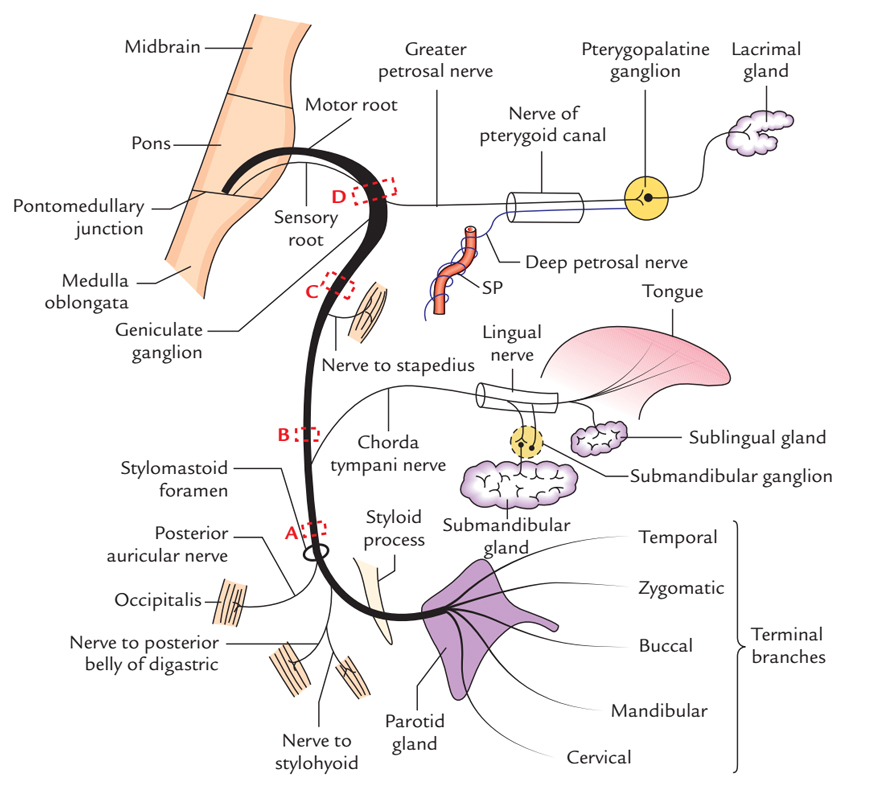 Midbrain
Greater
petrosal nerve
Pterygopalatine
ganglion
Lacrimal
gland
Motor root
Nerve of
pterygoid canal
Pons
D
Pontomedullary
junction
Sensory
root
Deep petrosal nerve
SP
Medulla
oblongata
C
Tongue
Geniculate
ganglion
Nerve to stapedius
Lingual
nerve
B
Chorda
tympani nerve
Sublingual gland
Submandibular ganglion
Stylomastoid
foramen
A
Styloid
process
Submandibular
gland
Posterior
auricular nerve
Temporal
Occipitalis
Zygomatic
Nerve to posterior
belly of digastric
Buccal
Terminal
branches
Parotid
gland
Mandibular
Nerve to
stylohyoid
Cervical